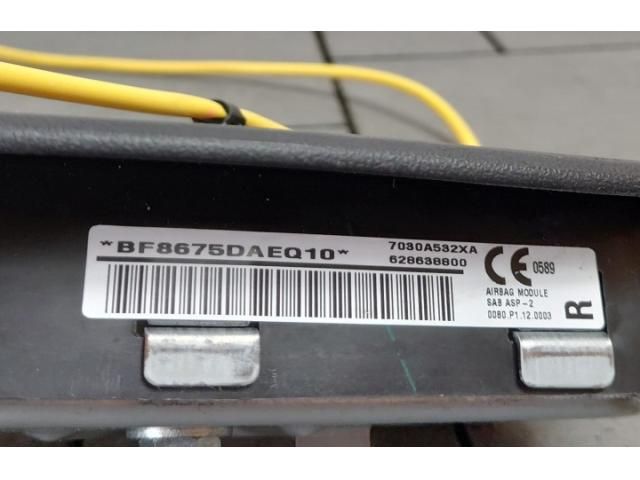 *BF8675DAEQ10*
7030A532XA
628638800
CE 0589
AIRBAG MODULE
SAB ASP-2
0080.P1.12.0003
R